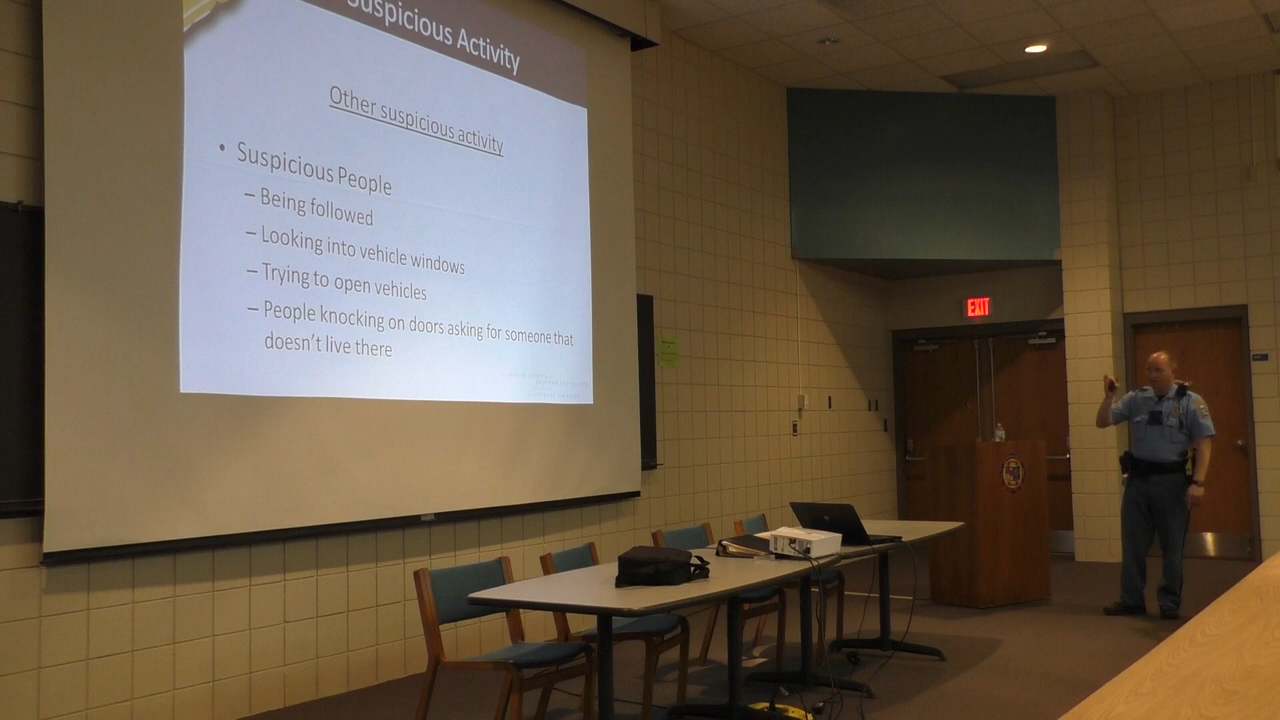 Suspicious Activity
Other suspicious activity
• Suspicious People
– Being followed
– Looking into vehicle windows
– Trying to open vehicles
– People knocking on doors asking for someone that
doesn't live there
EXIT